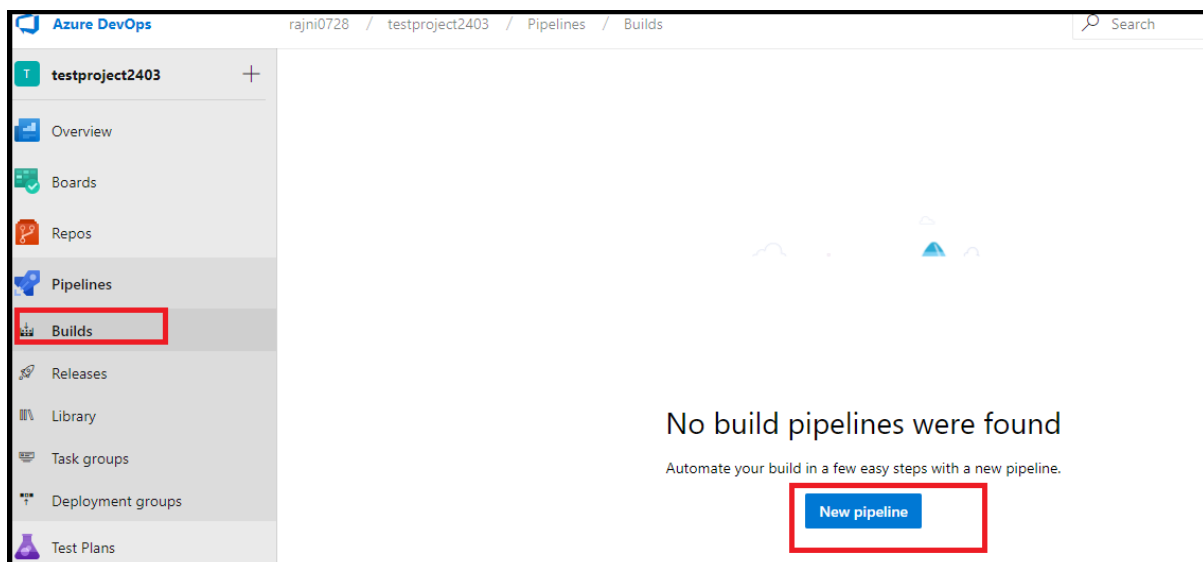 Azure DevOps
rajni0728 / testproject2403 / Pipelines / Builds
Search
T
testproject2403
Overview
Boards
Repos
Pipelines
Builds
Releases
Library
Task groups
Deployment groups
Test Plans
No build pipelines were found
Automate your build in a few easy steps with a new pipeline.
New pipeline